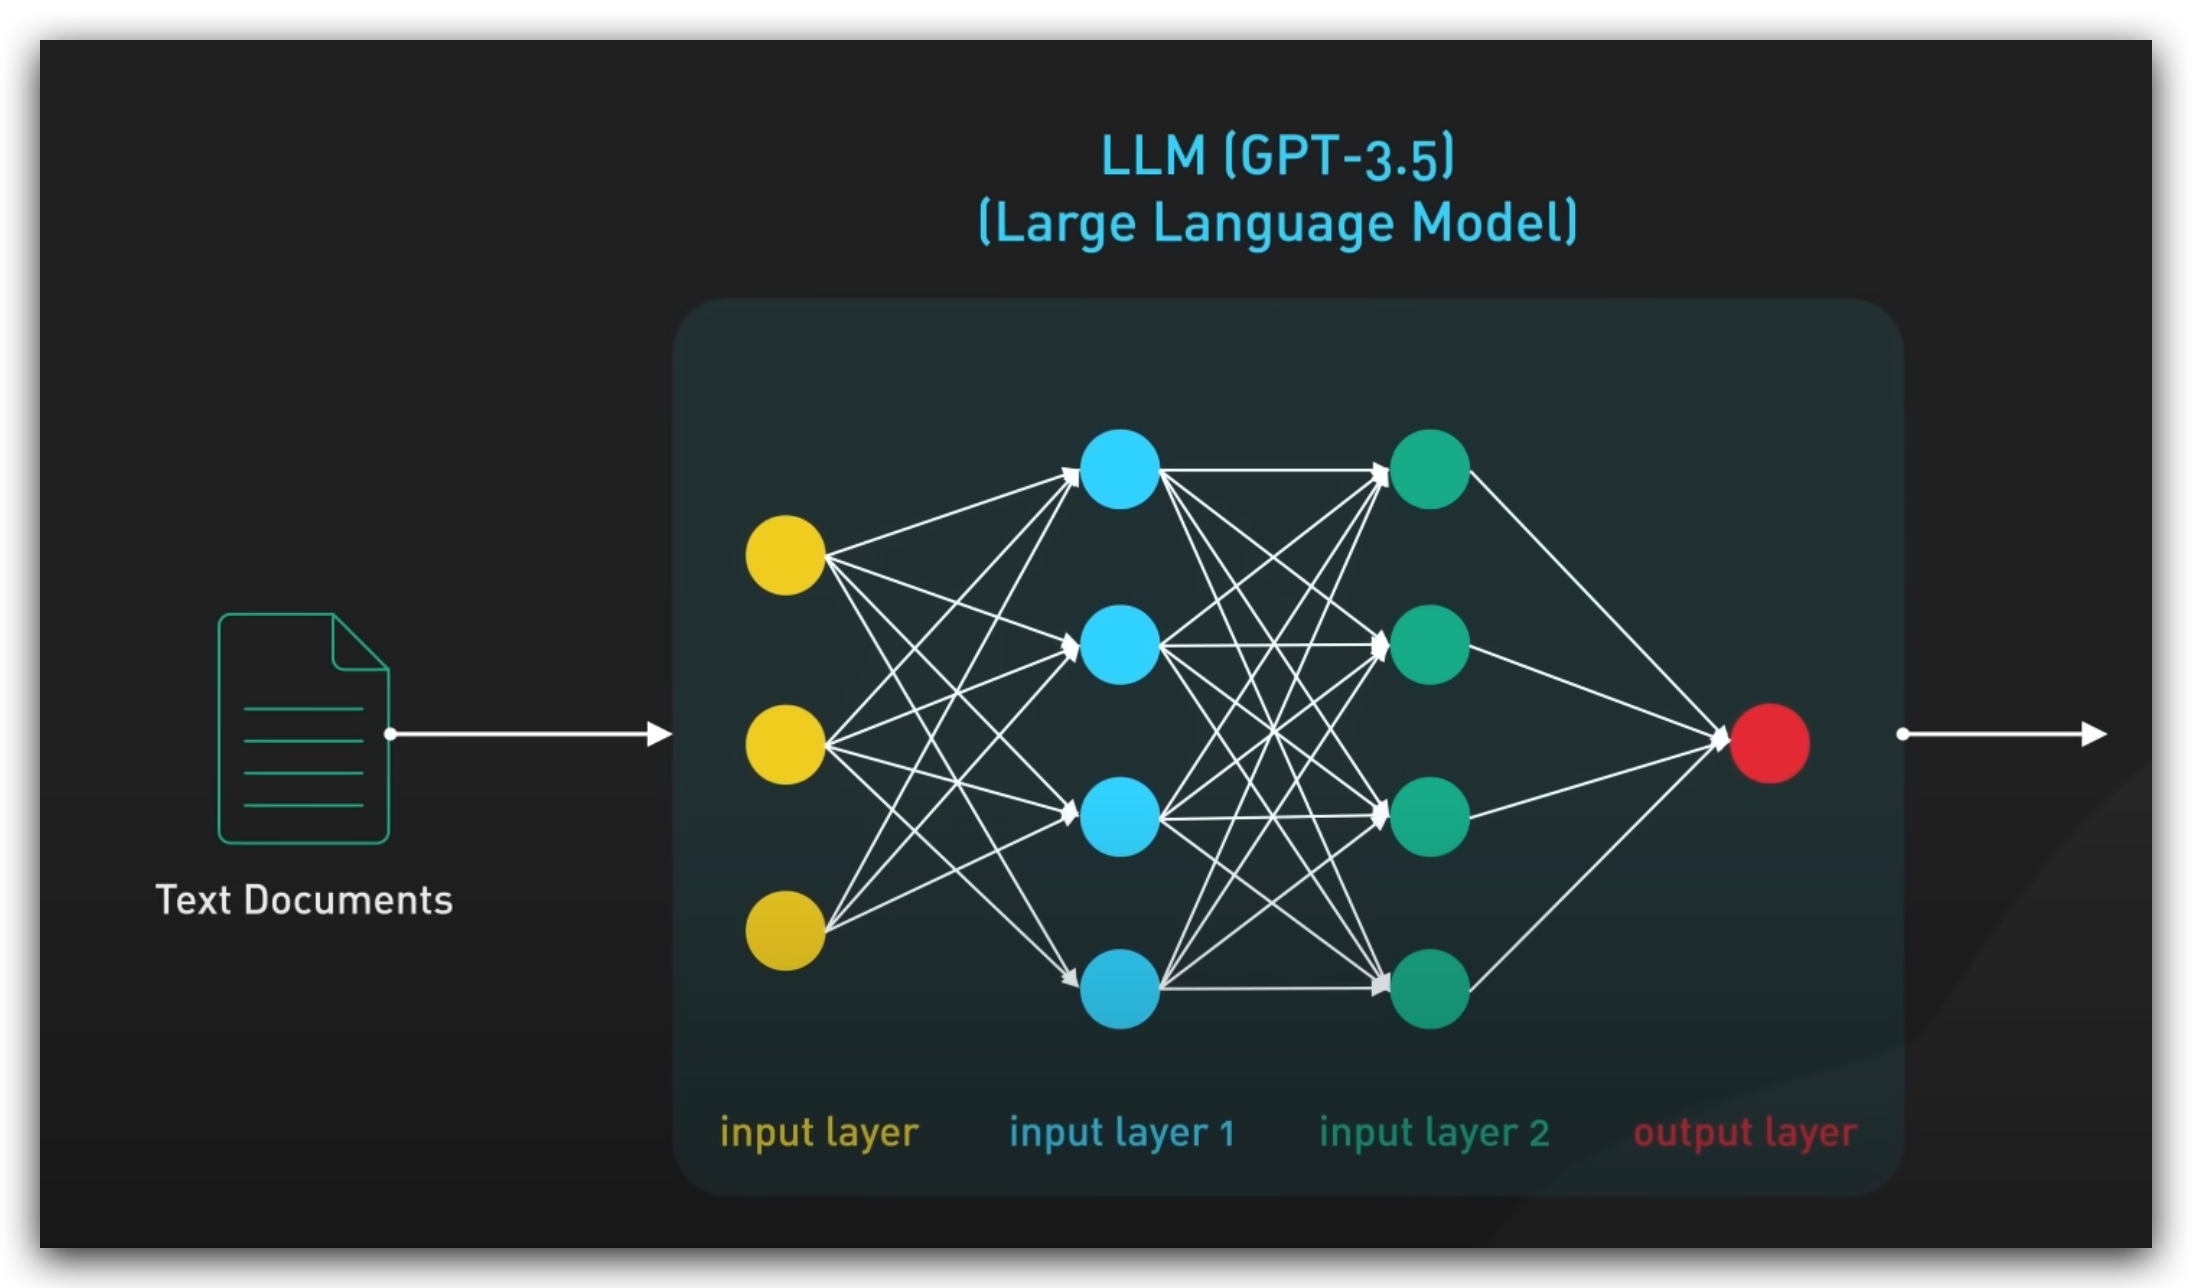 LLM (GPT-3.5)
(Large Language Model)
Text Documents
input layer
input layer 1
input layer 2
output layer